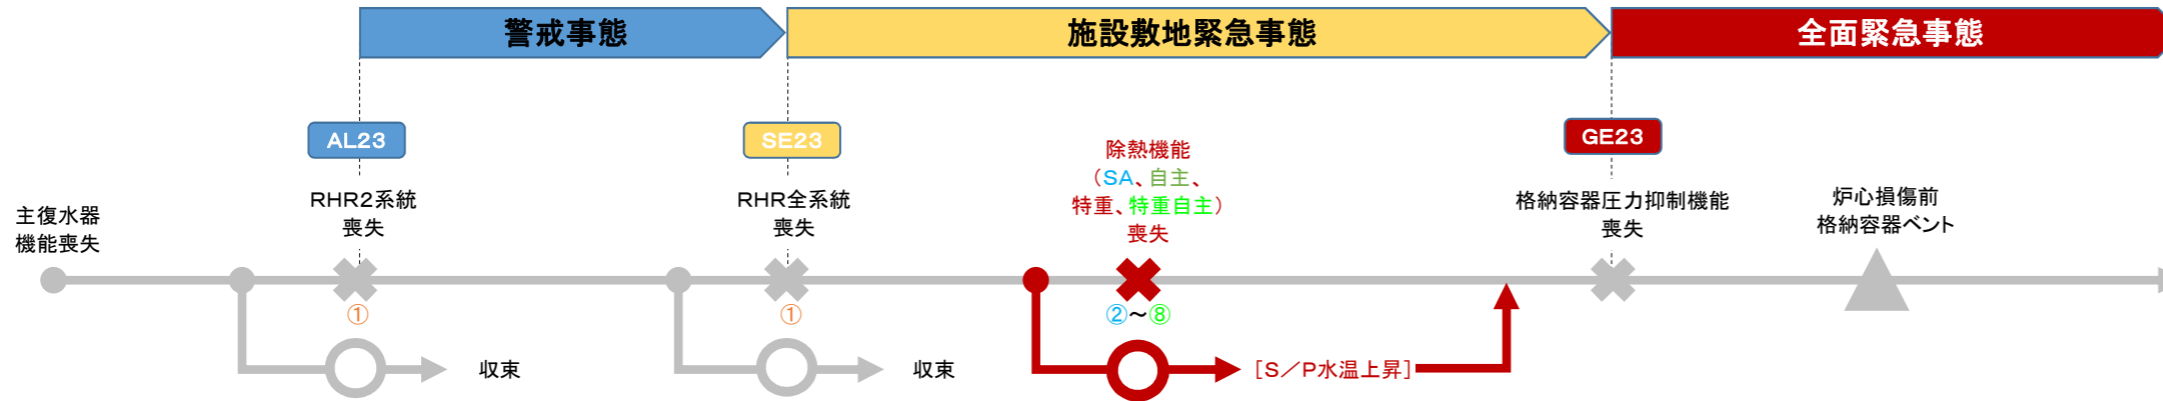 警戒事態
施設敷地緊急事態
全面緊急事態
AL23
SE23
GE23
主復水器
機能喪失
RHR2系統
喪失
RHR全系統
喪失
除熱機能
(SA、自主、
特重、特重自主)
喪失
格納容器圧力抑制機能
喪失
炉心損傷前
格納容器ベント
①
①
②~⑧
収束
収束
[S/P水温上昇]